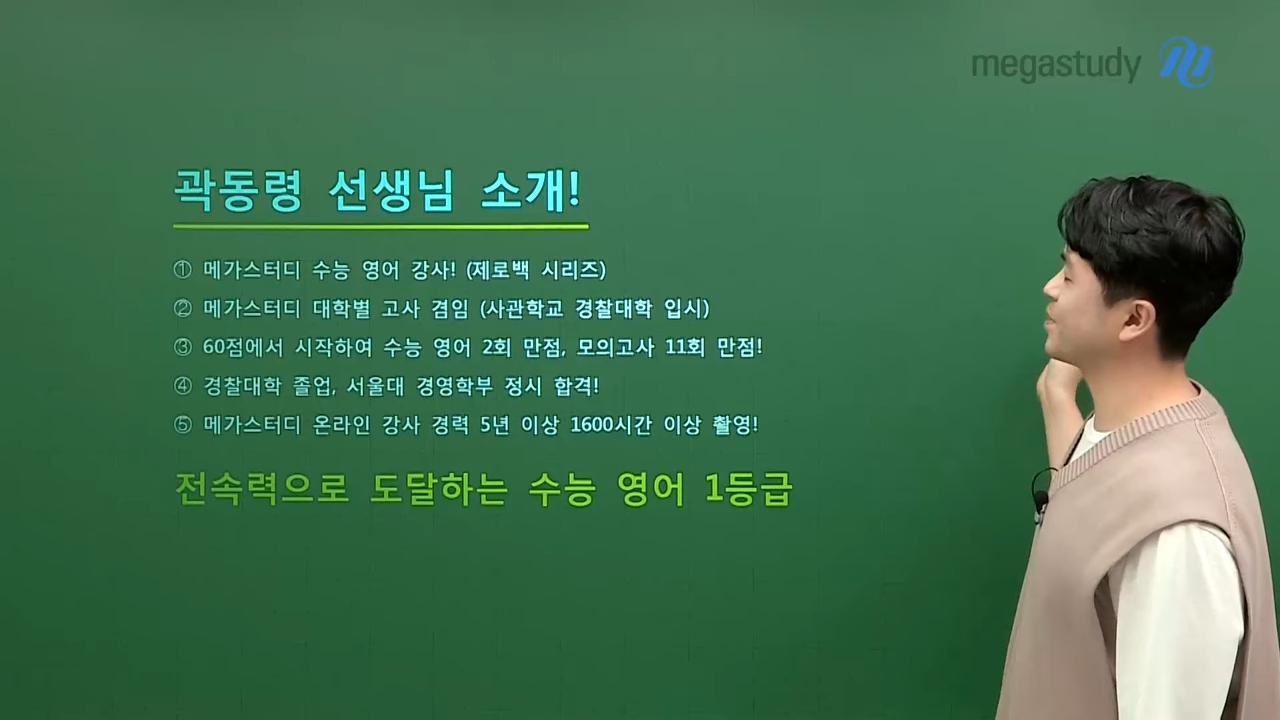 megastudy
곽동령 선생님 소개!
① 메가스터디 수능 영어 강사! (제로백 시리즈)
② 메가스터디 대학별 고사 겸임 (사관학교 경찰대학 입시)
③ 60점에서 시작하여 수능 영어 2회 만점, 모의고사 11회 만점!
④ 경찰대학 졸업, 서울대 경영학부 정시 합격!
⑤ 메가스터디 온라인 강사 경력 5년 이상 1600시간 이상 촬영!
전속력으로 도달하는 수능 영어 1등급